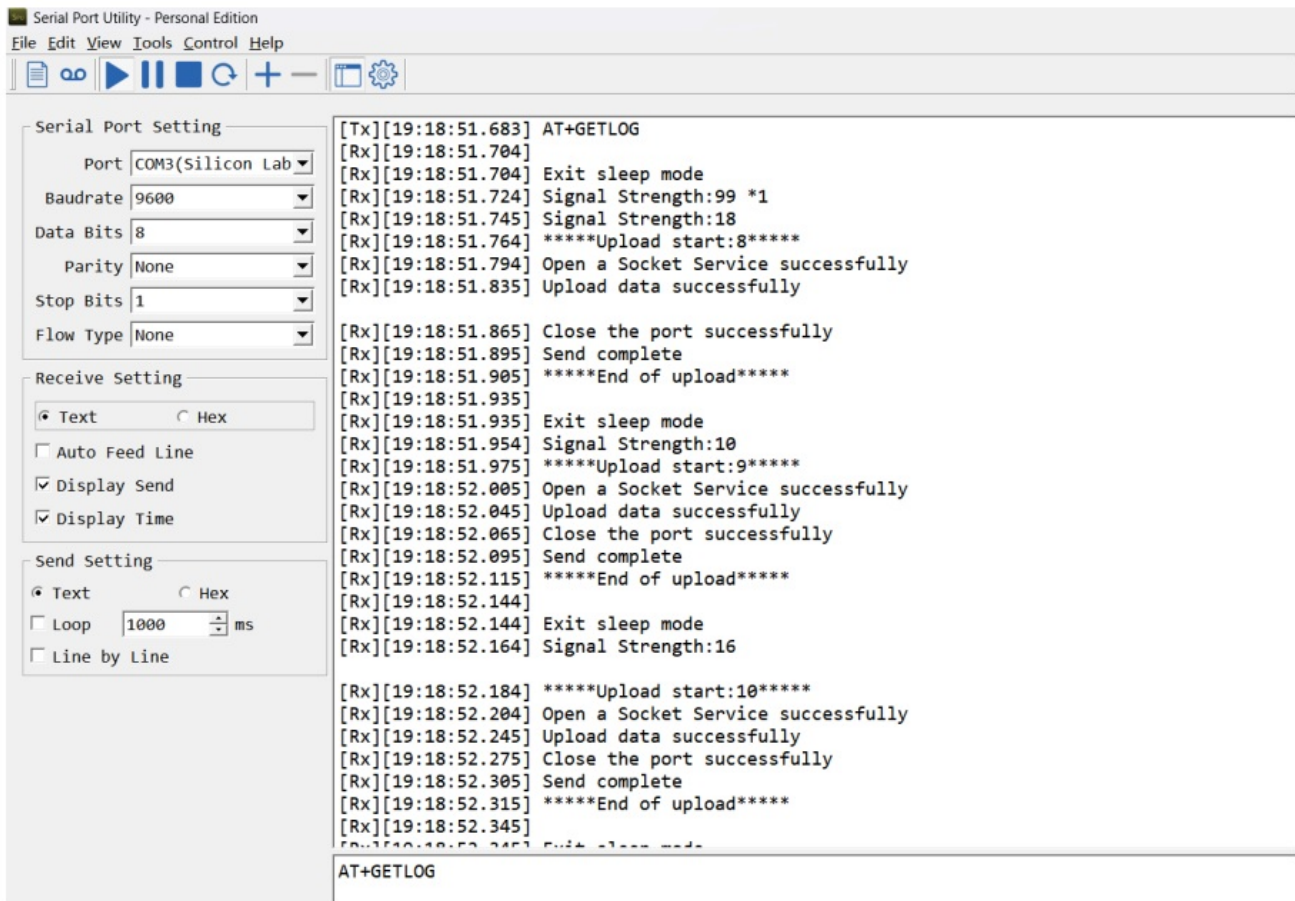 Serial Port Utility - Personal Edition
File Edit View Tools Control Help
Serial Port Setting
Port COM3(Silicon Lab
Baudrate 9600
Data Bits 8
Parity None
Stop Bits 1
Flow Type None
Receive Setting
Text Hex
Auto Feed Line
Display Send
Display Time
Send Setting
Text Hex
Loop 1000 ms
Line by Line
[Tx][19:18:51.683] AT+GETLOG
[Rx][19:18:51.704]
[Rx][19:18:51.704] Exit sleep mode
[Rx][19:18:51.724] Signal Strength:99 *1
[Rx][19:18:51.745] Signal Strength:18
[Rx][19:18:51.764] *****Upload start:8*****
[Rx][19:18:51.794] Open a Socket Service successfully
[Rx][19:18:51.835] Upload data successfully
[Rx][19:18:51.865] Close the port successfully
[Rx][19:18:51.895] Send complete
[Rx][19:18:51.905] *****End of upload*****
[Rx][19:18:51.935]
[Rx][19:18:51.935] Exit sleep mode
[Rx][19:18:51.954] Signal Strength:10
[Rx][19:18:51.975] *****Upload start:9*****
[Rx][19:18:52.005] Open a Socket Service successfully
[Rx][19:18:52.045] Upload data successfully
[Rx][19:18:52.065] Close the port successfully
[Rx][19:18:52.095] Send complete
[Rx][19:18:52.115] *****End of upload*****
[Rx][19:18:52.144]
[Rx][19:18:52.144] Exit sleep mode
[Rx][19:18:52.164] Signal Strength:16
[Rx][19:18:52.184] *****Upload start:10*****
[Rx][19:18:52.204] Open a Socket Service successfully
[Rx][19:18:52.245] Upload data successfully
[Rx][19:18:52.275] Close the port successfully
[Rx][19:18:52.305] Send complete
[Rx][19:18:52.315] *****End of upload*****
[Rx][19:18:52.345]
[Rx][19:18:52.345] Exit sleep mode
AT+GETLOG